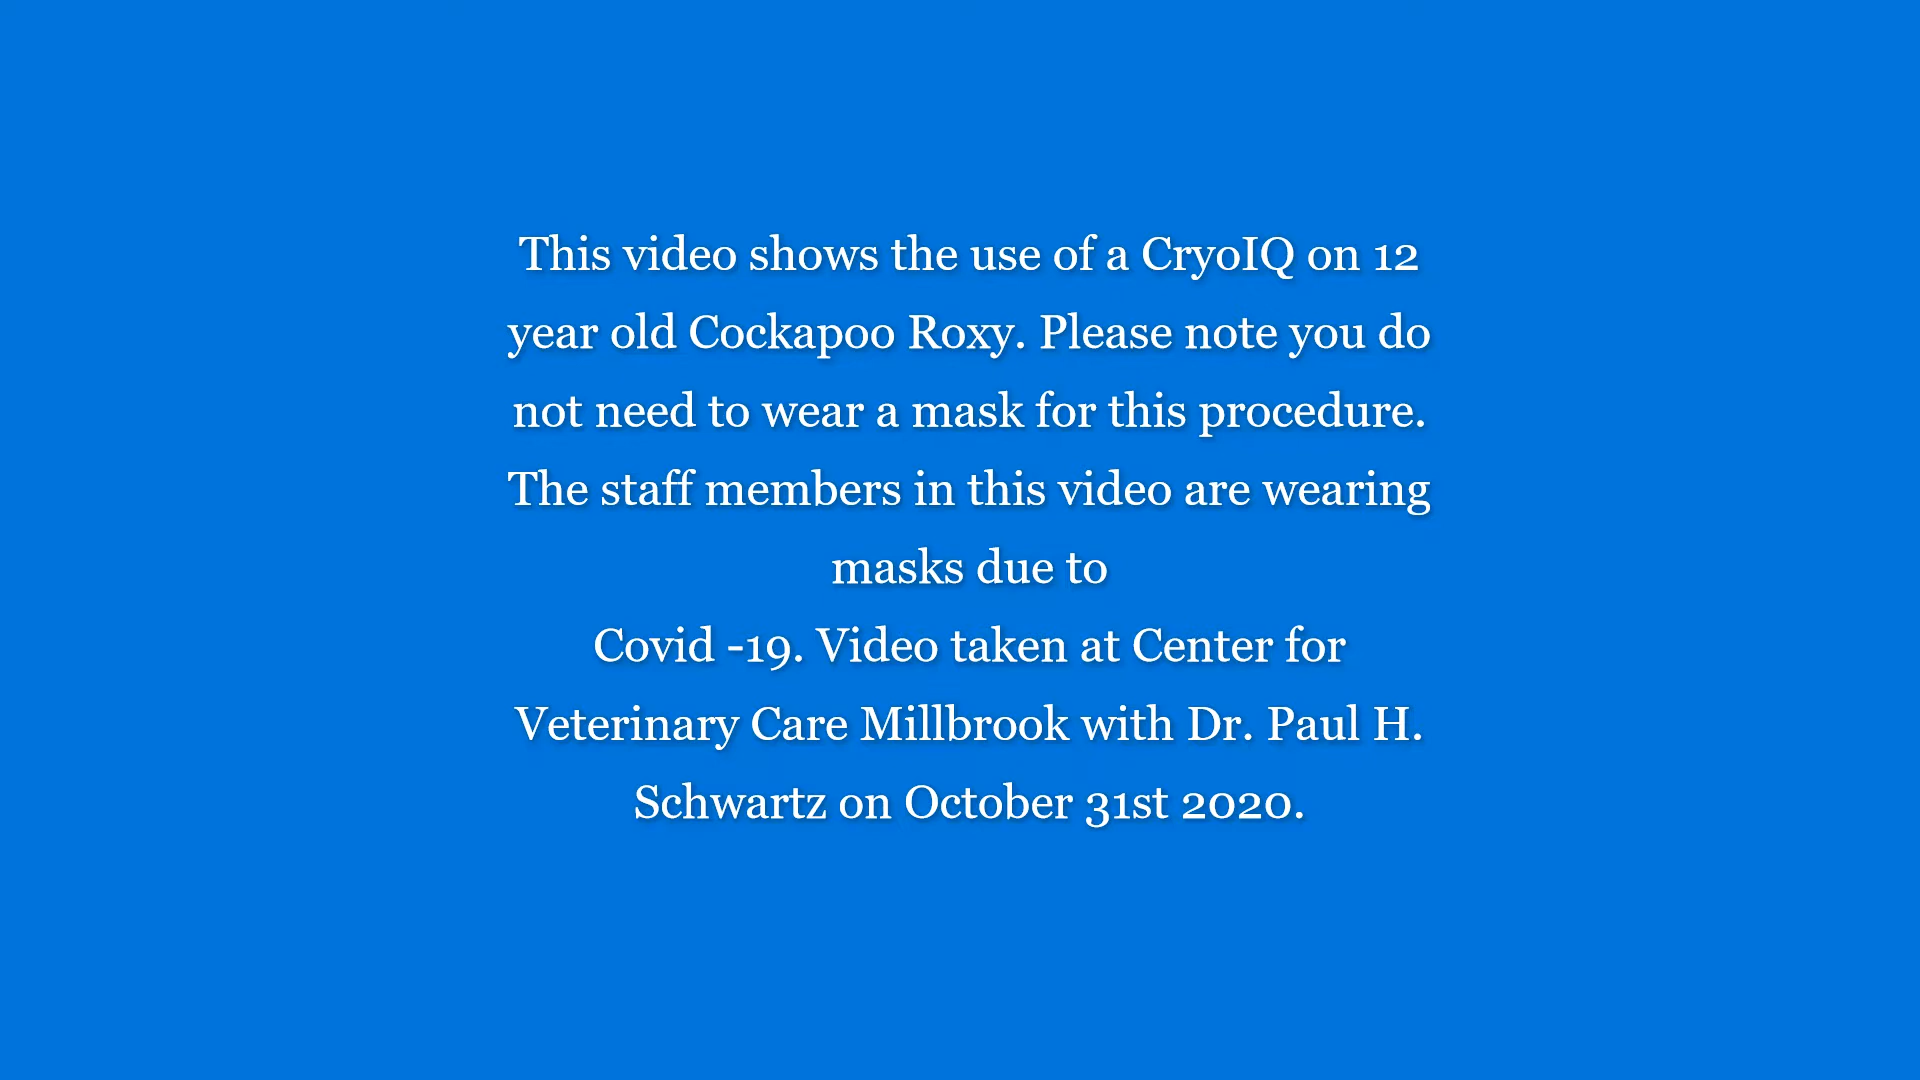 This video shows the use of a CryoIQ on 12
year old Cockapoo Roxy. Please note you do
not need to wear a mask for this procedure.
The staff members in this video are wearing
masks due to
Covid -19. Video taken at Center for
Veterinary Care Millbrook with Dr. Paul H.
Schwartz on October 31st 2020.